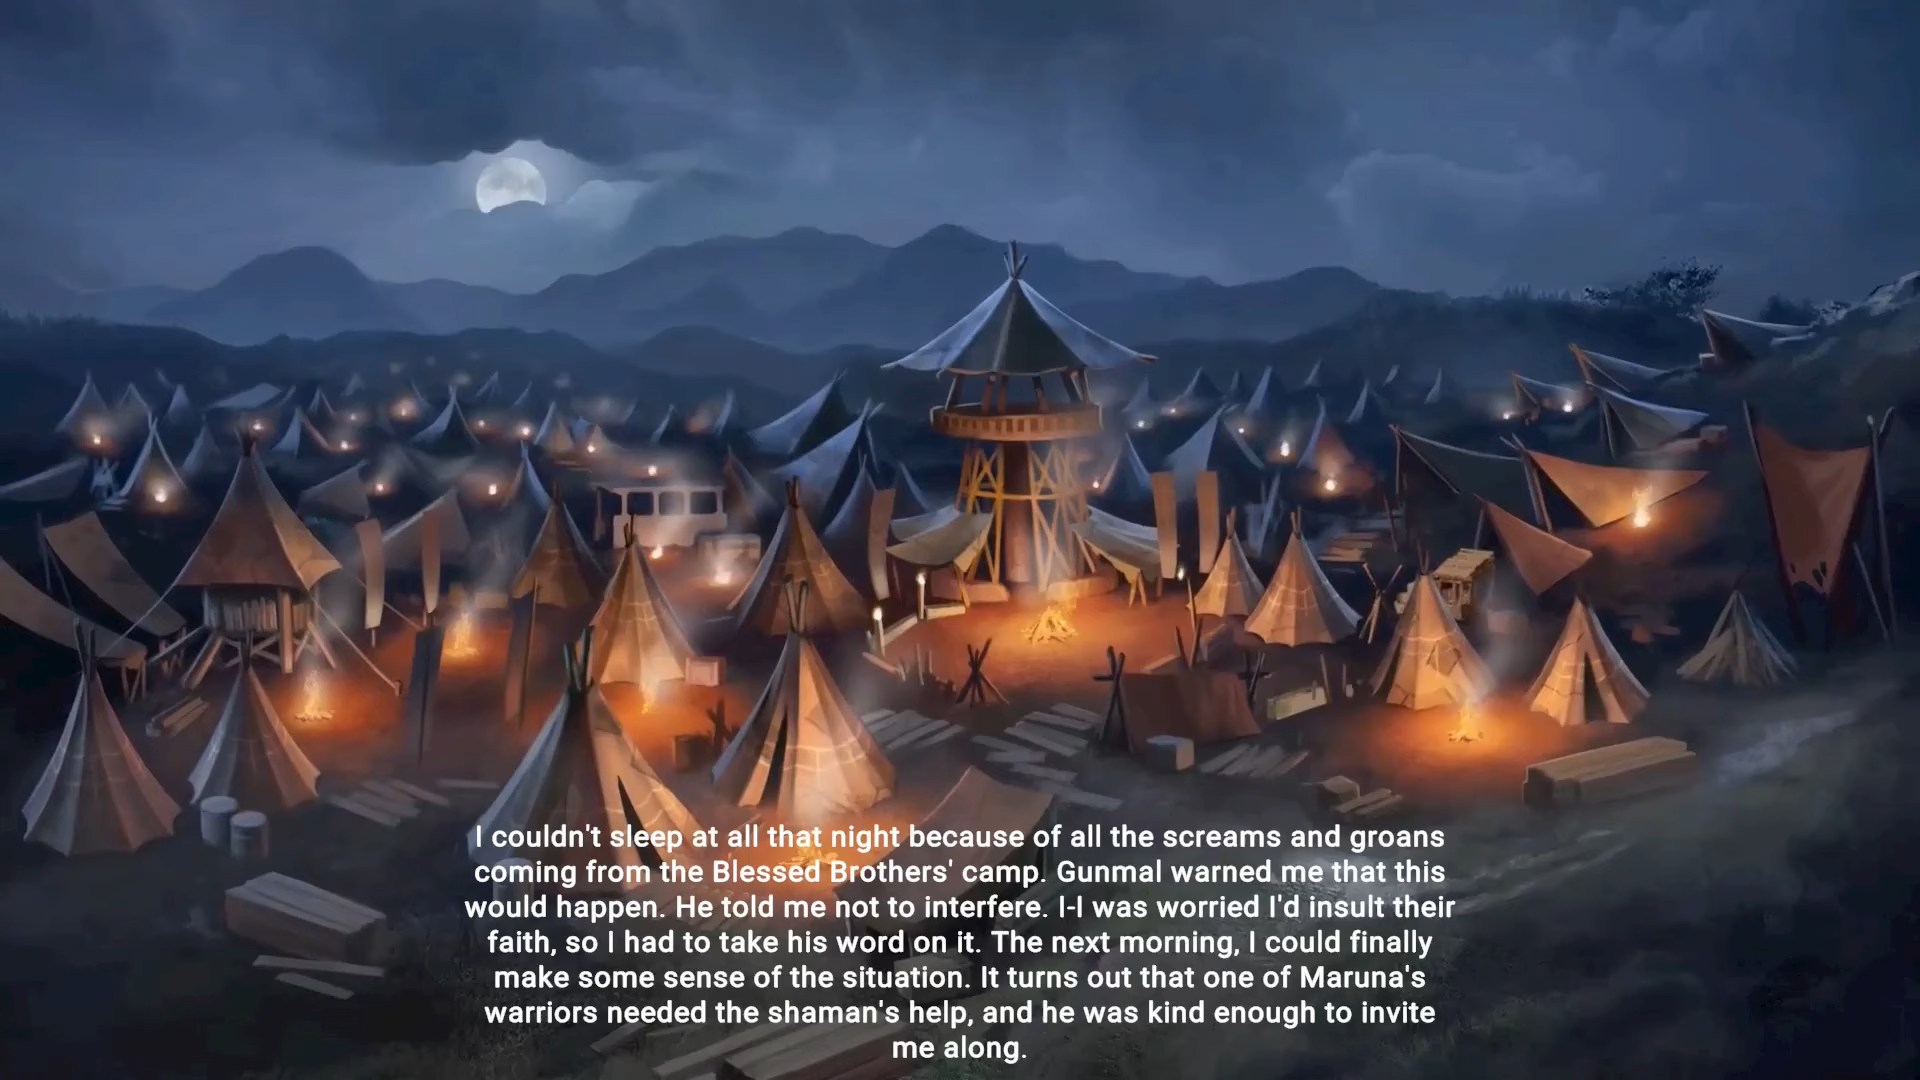 I couldn't sleep at all that night because of all the screams and groans
coming from the Blessed Brothers' camp. Gunmal warned me that this
would happen. He told me not to interfere. I-I was worried I'd insult their
faith, so I had to take his word on it. The next morning, I could finally
make some sense of the situation. It turns out that one of Maruna's
warriors needed the shaman's help, and he was kind enough to invite
me along.